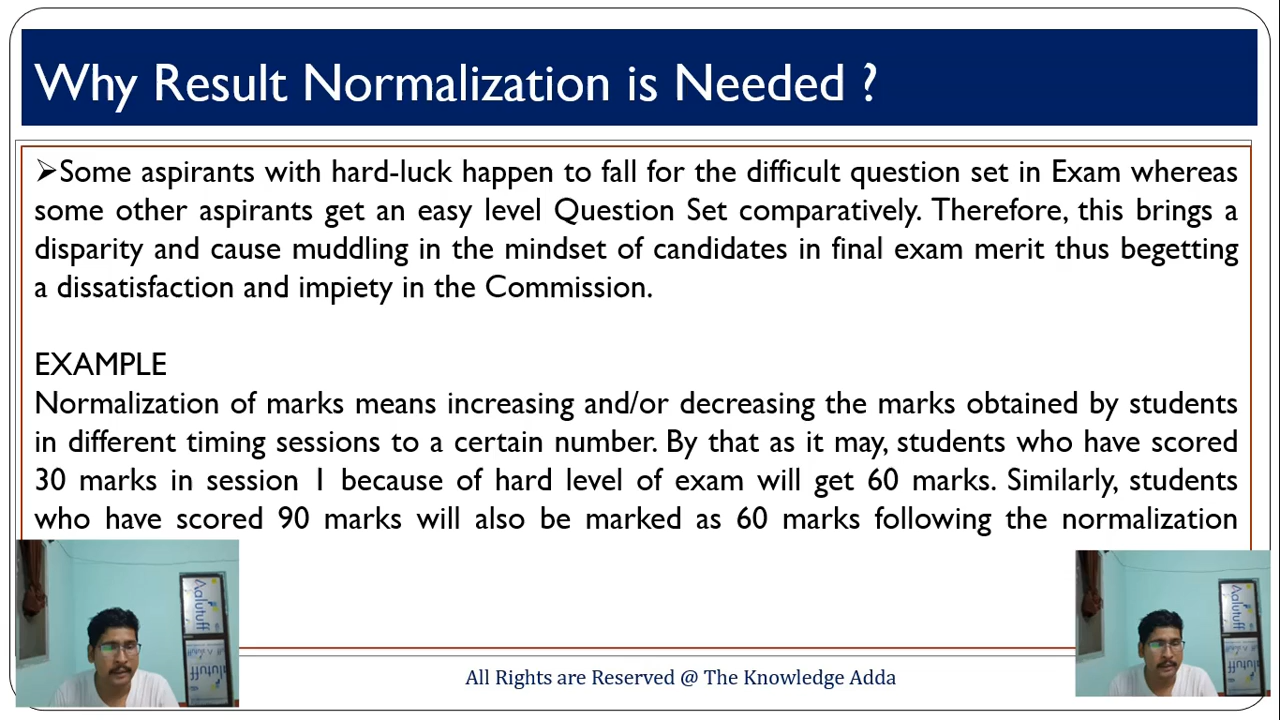 Why Result Normalization is Needed ?
➢Some aspirants with hard-luck happen to fall for the difficult question set in Exam whereas
some other aspirants get an easy level Question Set comparatively. Therefore, this brings a
disparity and cause muddling in the mindset of candidates in final exam merit thus begetting
a dissatisfaction and impiety in the Commission.
EXAMPLE
Normalization of marks means increasing and/or decreasing the marks obtained by students
in different timing sessions to a certain number. By that as it may, students who have scored
30 marks in session 1 because of hard level of exam will get 60 marks. Similarly, students
who have scored 90 marks will also be marked as 60 marks following the normalization
All Rights are Reserved @ The Knowledge Adda